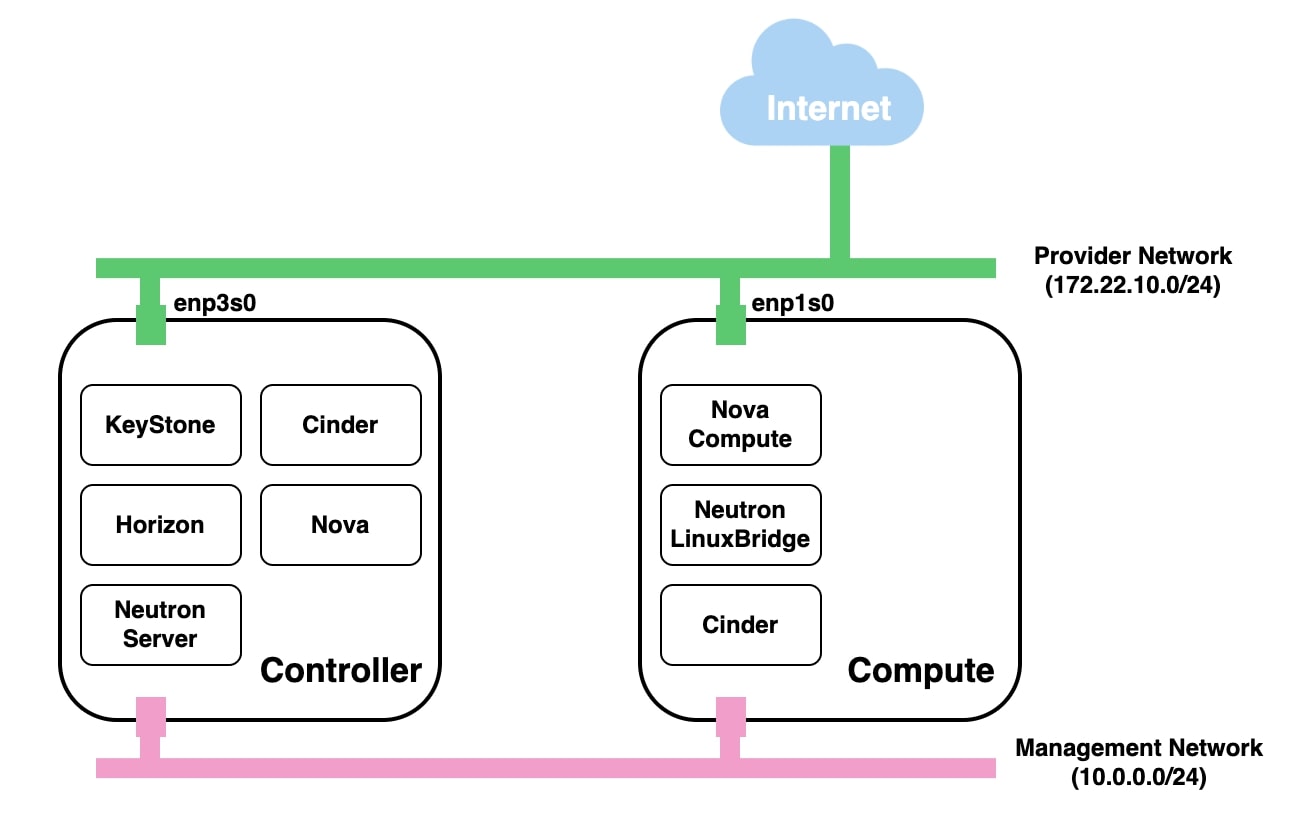 Internet
Provider Network
(172.22.10.0/24)
enp3s0
enp1s0
KeyStone
Cinder
Horizon
Nova
Neutron
Server
Controller
Nova
Compute
Neutron
LinuxBridge
Cinder
Compute
Management Network
(10.0.0.0/24)